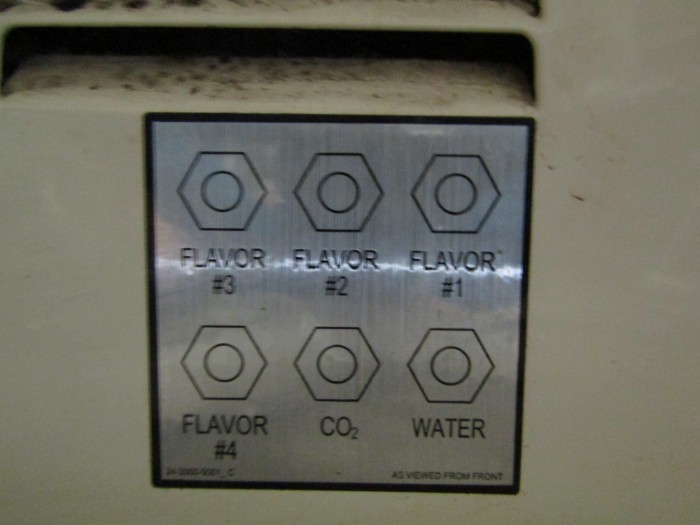 FLAVOR FLAVOR FLAVOR
#3 #2 #1
FLAVOR CO₂ WATER
#4
AS VIEWED FROM FRONT